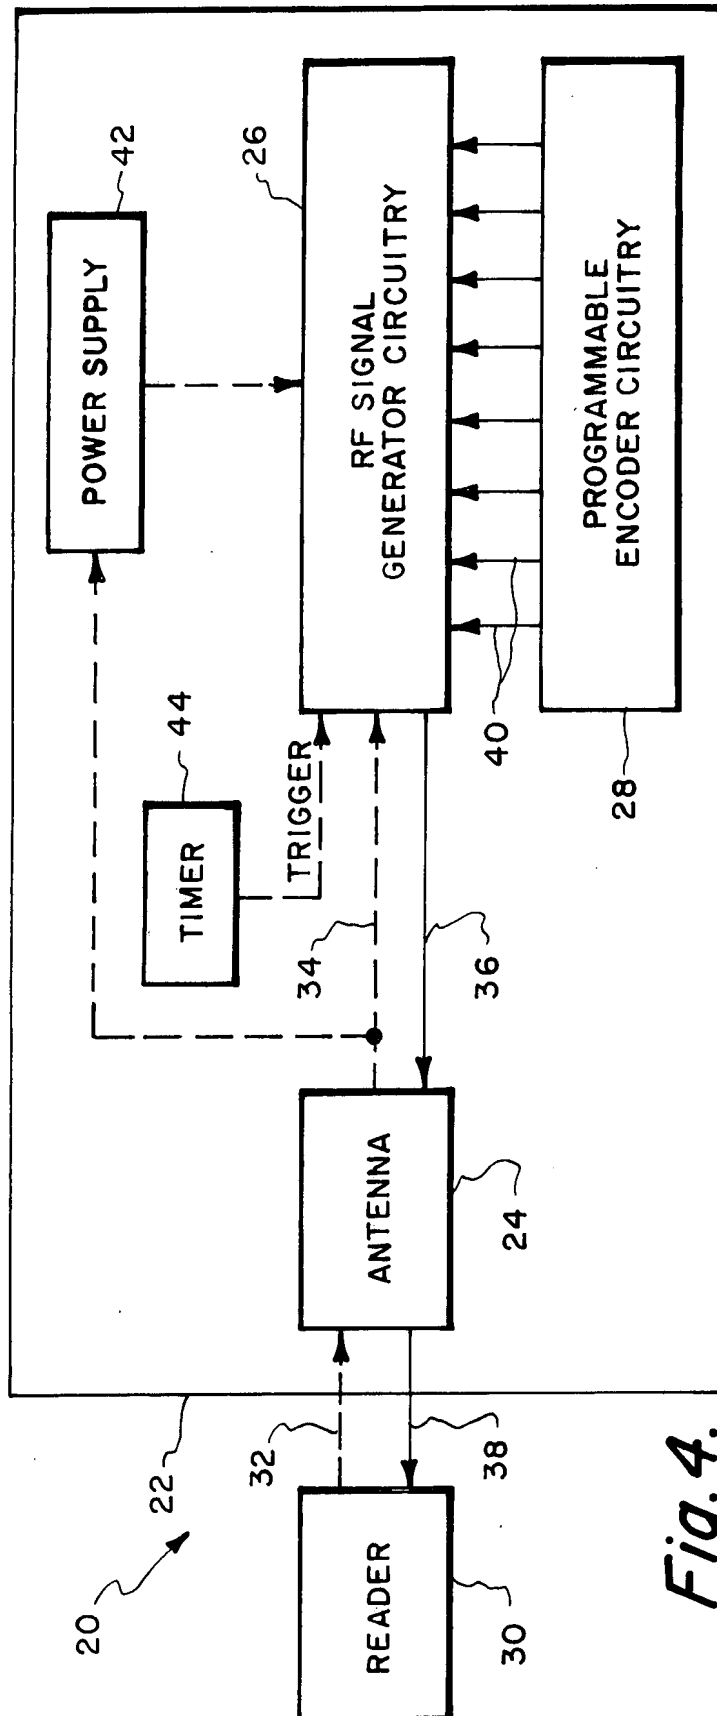 20
22
READER
30
32
38
ANTENNA
24
34
36
TIMER
44
TRIGGER
POWER SUPPLY
42
RF SIGNAL
GENERATOR CIRCUITRY
26
40
PROGRAMMABLE
ENCODER CIRCUITRY
28
Fig. 4.